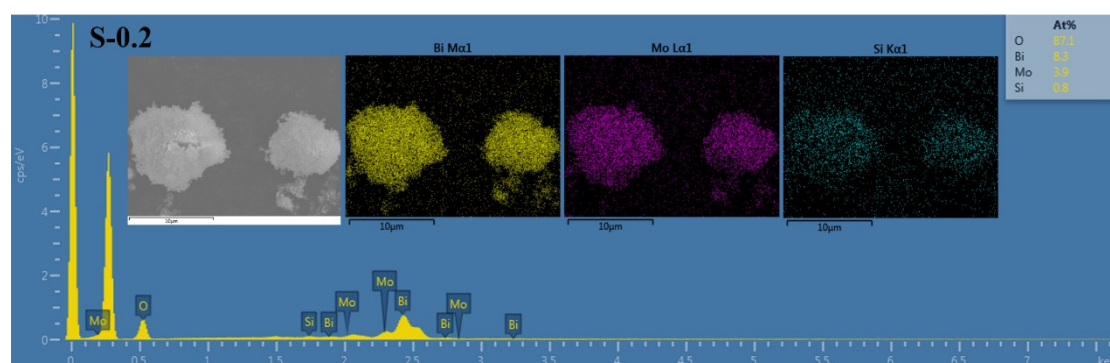 10
S-0.2
Bi Mα1
Mo Lα1
Si Kα1
At%
O 87.1
Bi 8.3
Mo 3.9
Si 0.8
8
6
cps/eV
4
10μm
10μm
10μm
10μm
2
Mo
O
Si
Bi
Mo
Mo
Bi
Bi
Mo
Bi
0
0 0.5 1 1.5 2 2.5 3 3.5 4 4.5 5 5.5 6 6.5 7